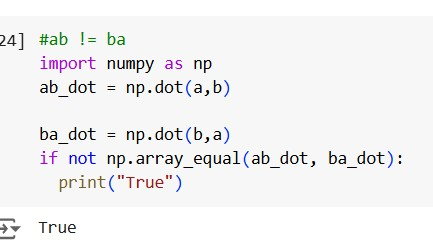 24] #ab != ba
import numpy as np
ab_dot = np.dot(a,b)
ba_dot = np.dot(b,a)
if not np.array_equal(ab_dot, ba_dot):
print("True")
True